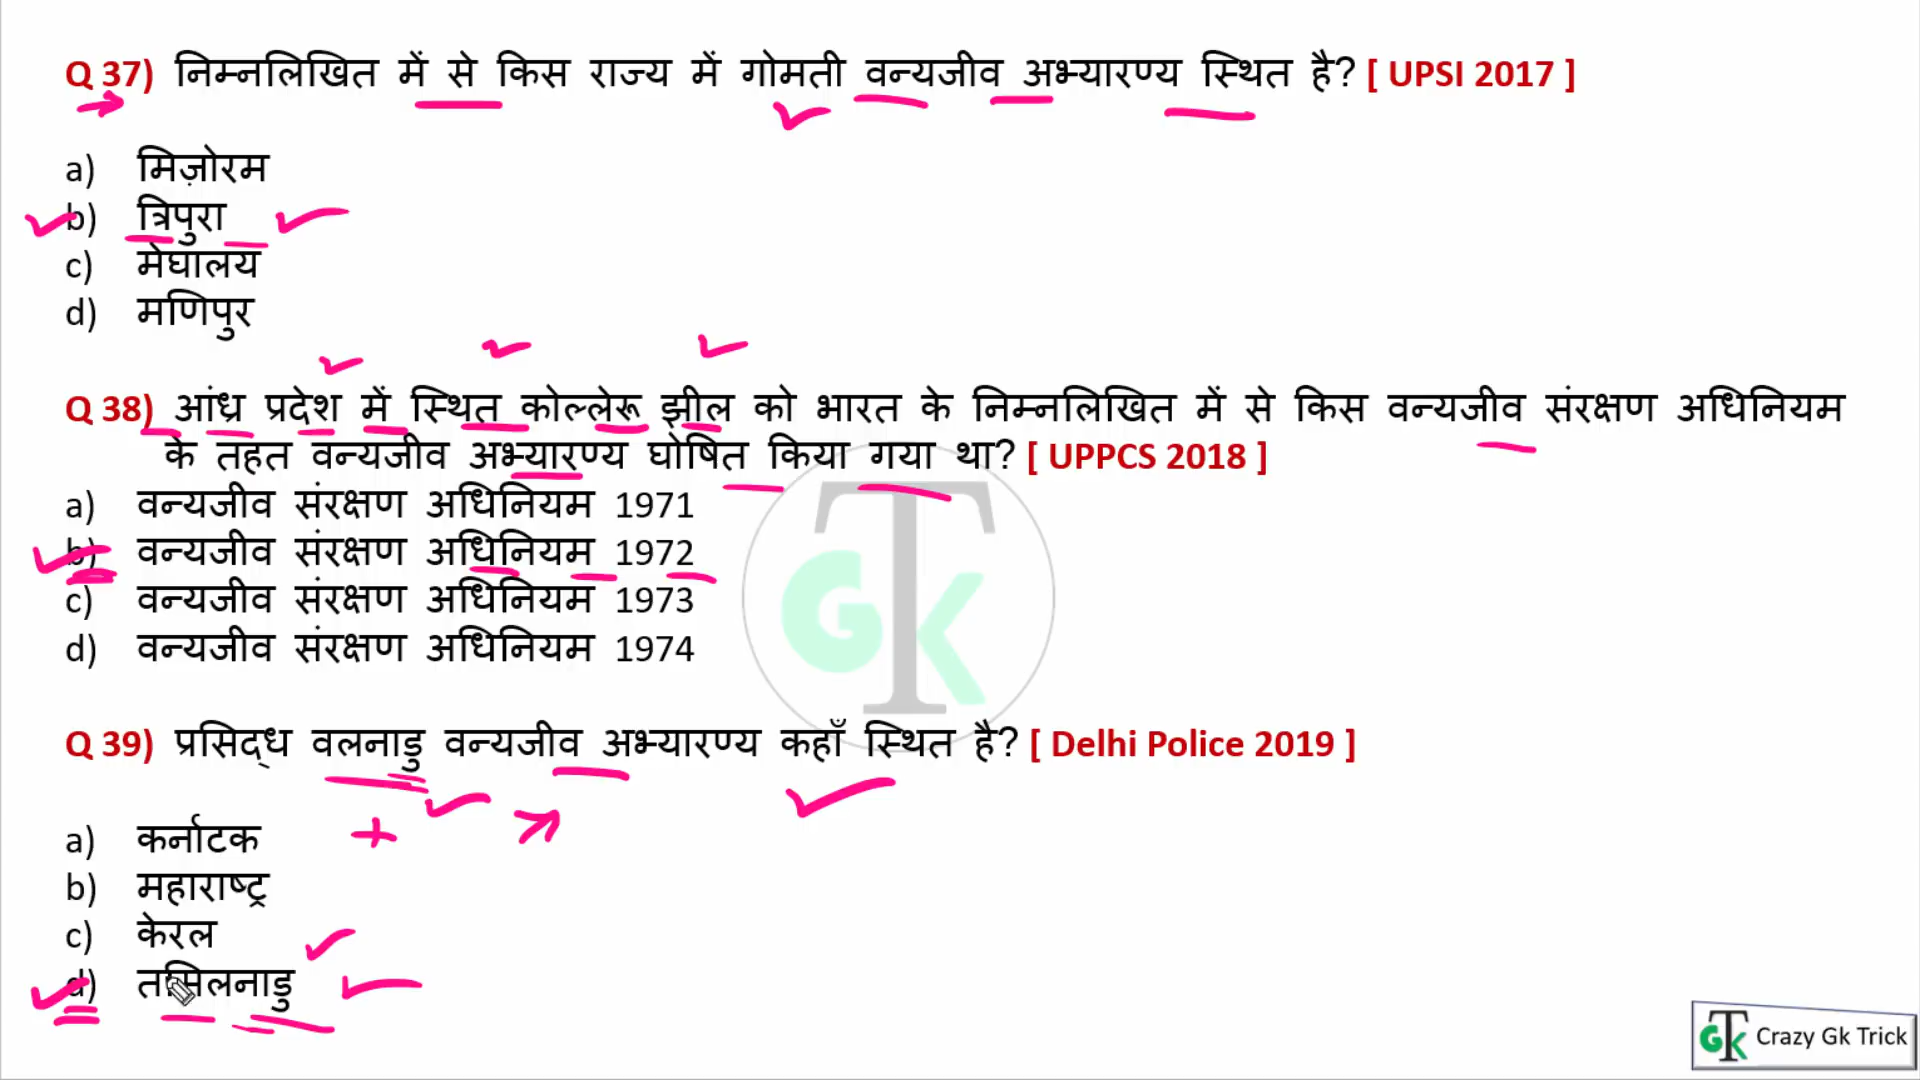 Q 37) निम्नलिखित में से किस राज्य में गोमती वन्यजीव अभ्यारण्य स्थित है? [ UPSI 2017 ]
a) मिज़ोरम
b) त्रिपुरा
c) मेघालय
d) मणिपुर
Q 38) आंध्र प्रदेश में स्थित कोल्लेरू झील को भारत के निम्नलिखित में से किस वन्यजीव संरक्षण अधिनियम
के तहत वन्यजीव अभ्यारण्य घोषित किया गया था? [ UPPCS 2018 ]
a) वन्यजीव संरक्षण अधिनियम 1971
b) वन्यजीव संरक्षण अधिनियम 1972
c) वन्यजीव संरक्षण अधिनियम 1973
d) वन्यजीव संरक्षण अधिनियम 1974
GTK
Q 39) प्रसिद्ध वलनाडु वन्यजीव अभ्यारण्य कहाँ स्थित है? [ Delhi Police 2019 ]
a) कर्नाटक
b) महाराष्ट्र
c) केरल
d) तमिलनाडु
GTK Crazy Gk Trick